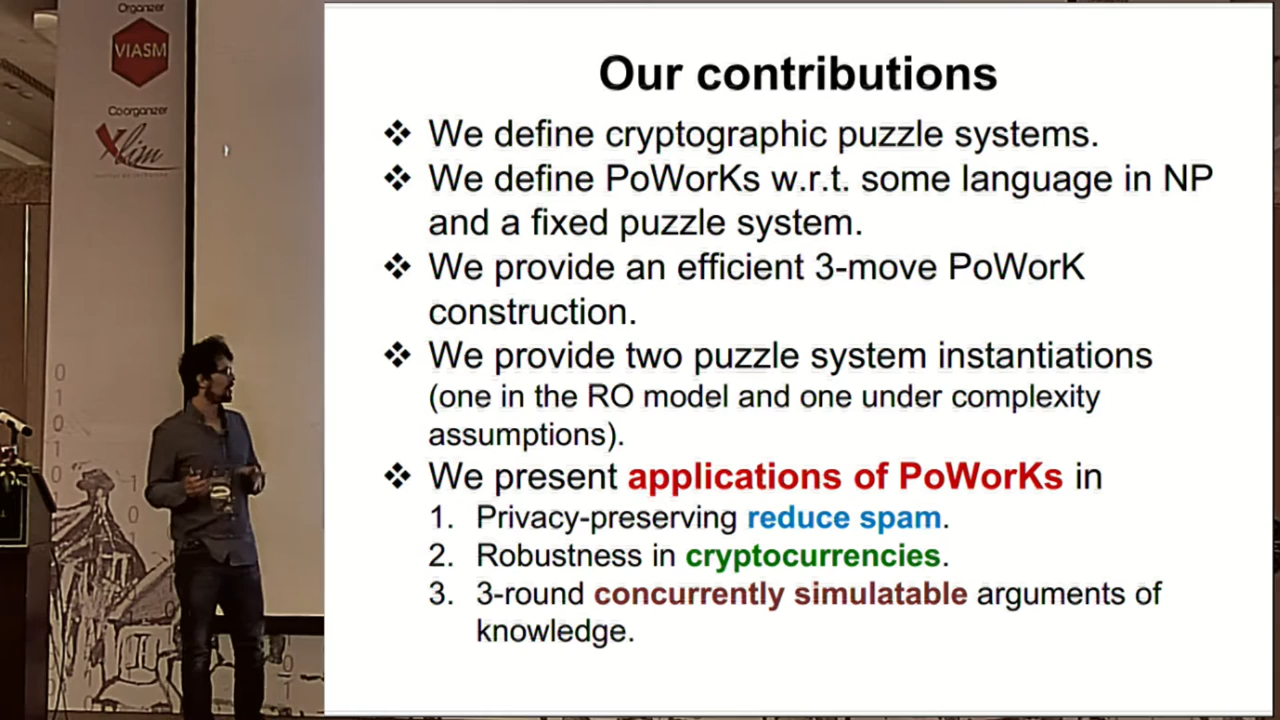 Organizer
VIASM
Coorganizer
Xlim
Our contributions
❖ We define cryptographic puzzle systems.
❖ We define PoWorKs w.r.t. some language in NP
and a fixed puzzle system.
❖ We provide an efficient 3-move PoWorK
construction.
❖ We provide two puzzle system instantiations
(one in the RO model and one under complexity
assumptions).
❖ We present applications of PoWorKs in
1. Privacy-preserving reduce spam.
2. Robustness in cryptocurrencies.
3. 3-round concurrently simulatable arguments of
knowledge.